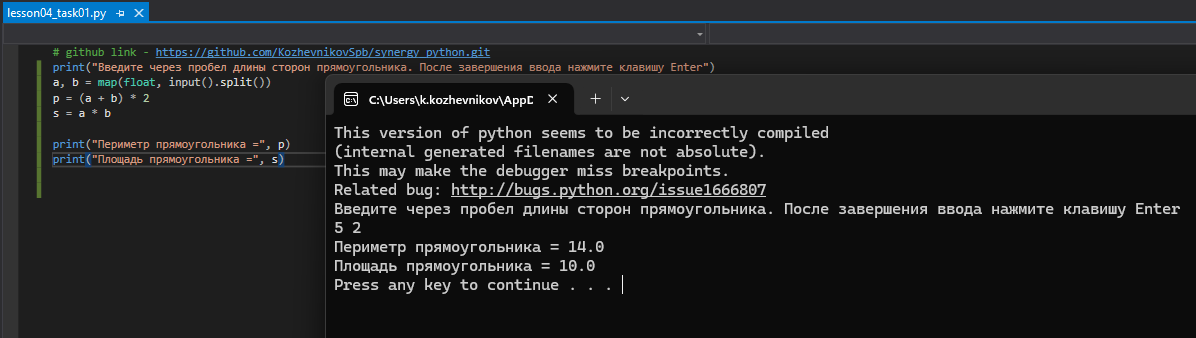 lesson04_task01.py
# github link - https://github.com/KozhevnikovSpb/synergy_python.git
print("Введите через пробел длины сторон прямоугольника. После завершения ввода нажмите клавишу Enter")
a, b = map(float, input().split())
p = (a + b) * 2
s = a * b
print("Периметр прямоугольника =", p)
print("Площадь прямоугольника =", s)
C:\Users\k.kozhevnikov\AppD
This version of python seems to be incorrectly compiled
(internal generated filenames are not absolute).
This may make the debugger miss breakpoints.
Related bug: http://bugs.python.org/issue1666807
Введите через пробел длины сторон прямоугольника. После завершения ввода нажмите клавишу Enter
5 2
Периметр прямоугольника = 14.0
Площадь прямоугольника = 10.0
Press any key to continue . . .